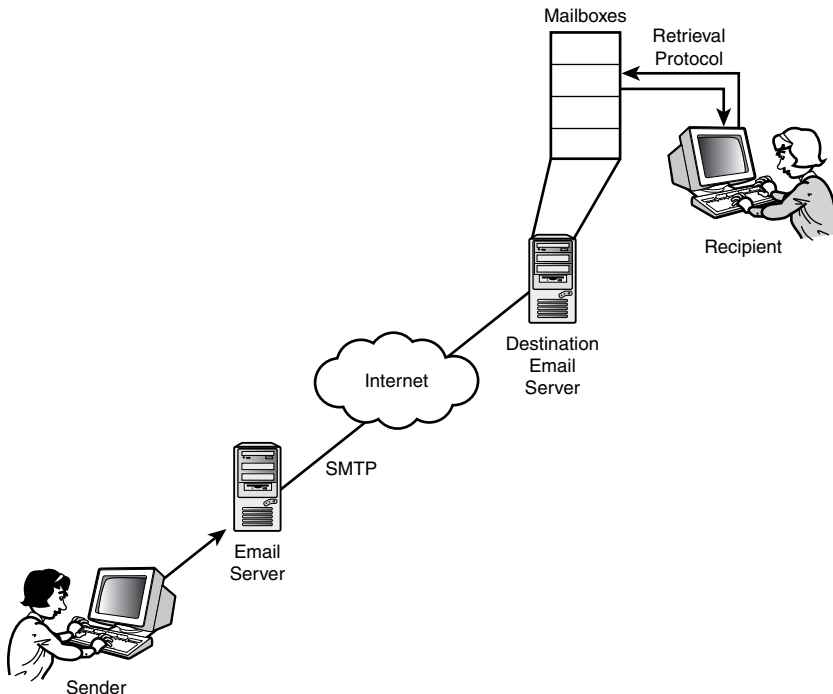 Mailboxes
Retrieval
Protocol
Recipient
Destination
Email
Server
Internet
SMTP
Email
Server
Sender